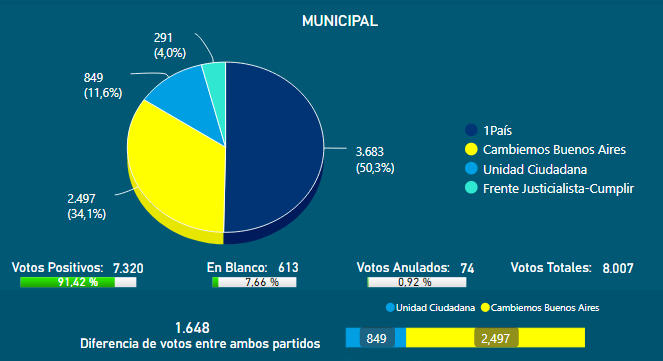 MUNICIPAL
291
(4,0%)
849
(11,6%)
3.683
(50,3%)
2.497
(34,1%)
1País
Cambiemos Buenos Aires
Unidad Ciudadana
Frente Justicialista-Cumplir
Votos Positivos: 7.320
91,42 %
En Blanco: 613
7,66 %
Votos Anulados: 74
0,92 %
Votos Totales: 8.007
Unidad Ciudadana Cambiemos Buenos Aires
1.648
Diferencia de votos entre ambos partidos
849 2,497